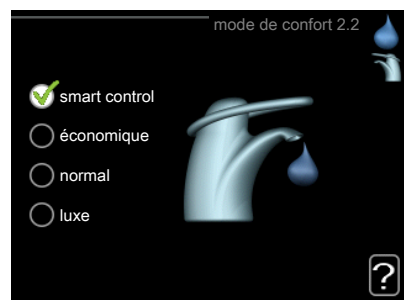 mode de confort 2.2
smart control
économique
normal
luxe
?